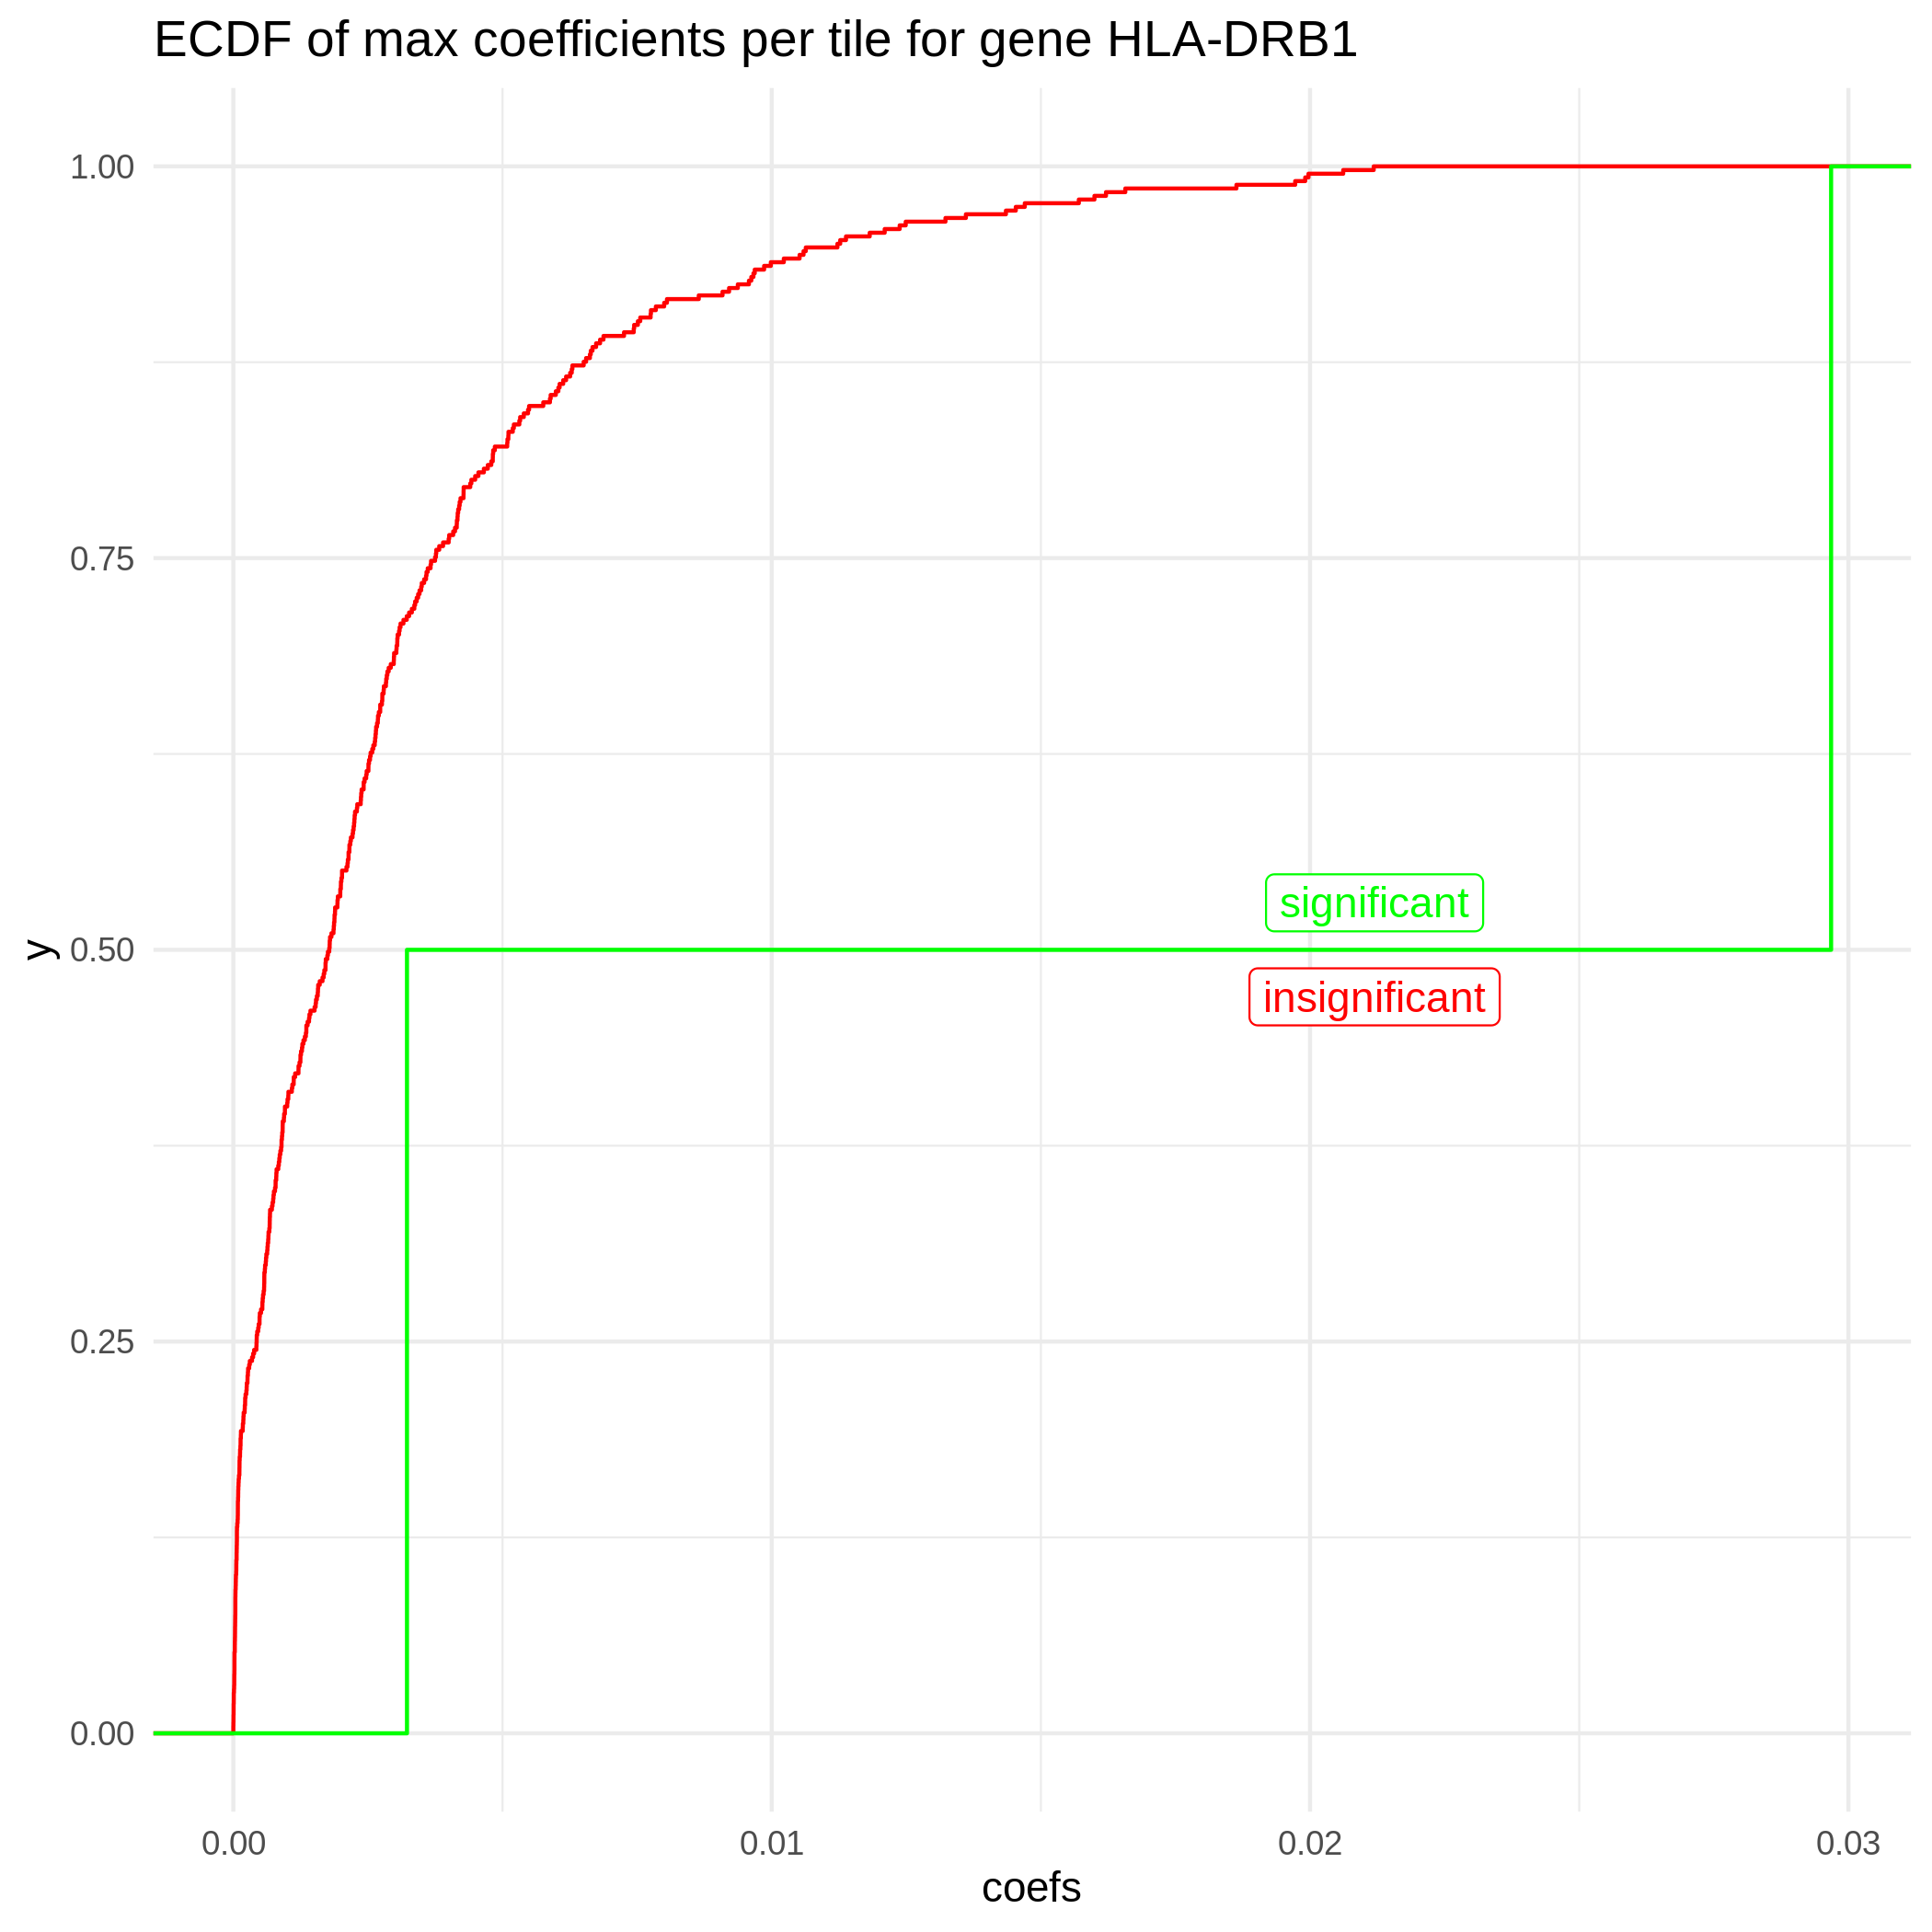 ECDF of max coefficients per tile for gene HLA-DRB1
1.00
0.75
0.50
0.25
0.00
y
significant
insignificant
0.00 0.01 0.02 0.03
coefs